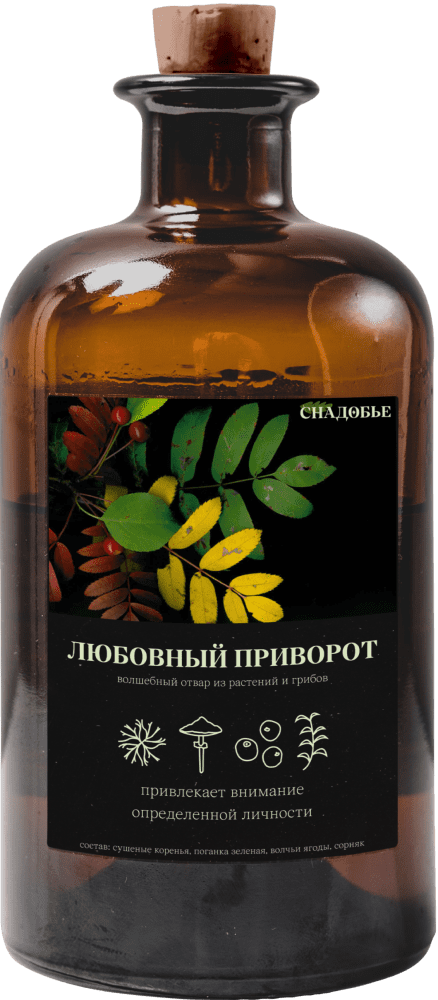 СНАДОБЬЕ
ЛЮБОВНЫЙ ПРИВОРОТ
волшебный отвар из растений и грибов
привлекает внимание
определенной личности
состав: сушеные коренья, поганка зеленая, волчьи ягоды, сорняк